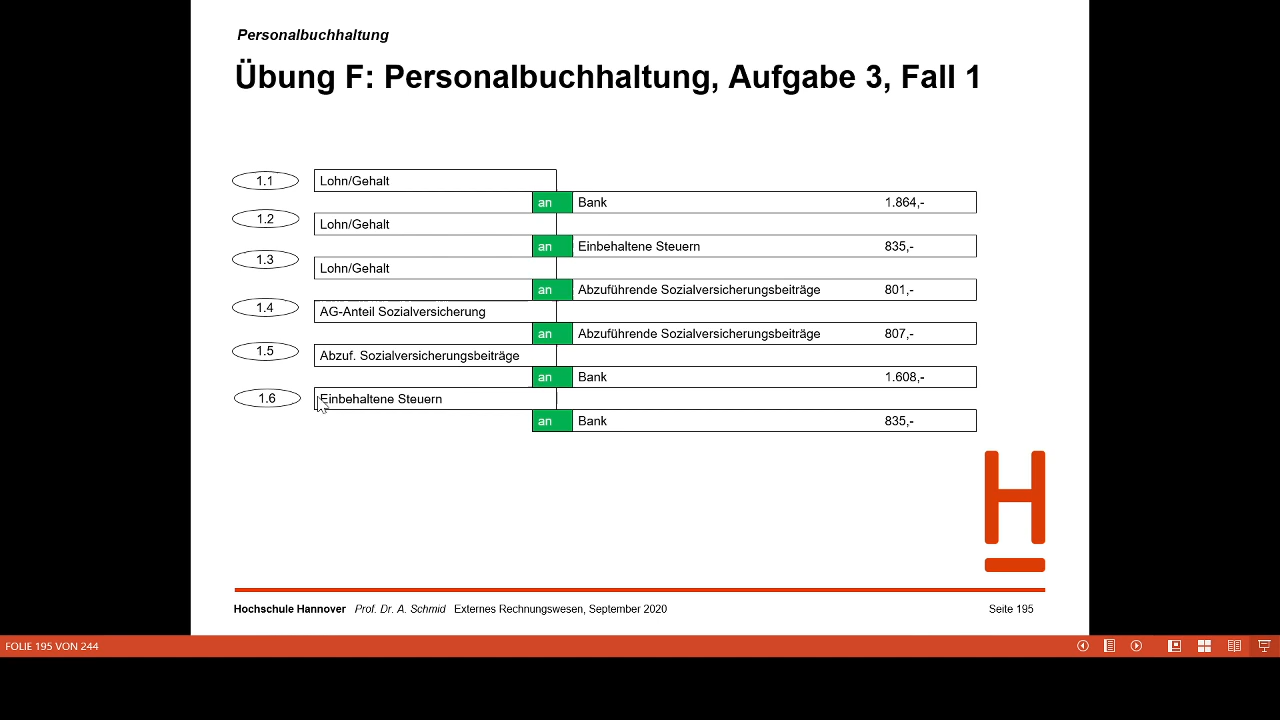 Personalbuchhaltung
Übung F: Personalbuchhaltung, Aufgabe 3, Fall 1
1.1 Lohn/Gehalt
an Bank 1.864,-
1.2 Lohn/Gehalt
an Einbehaltene Steuern 835,-
1.3 Lohn/Gehalt
an Abzuführende Sozialversicherungsbeiträge 801,-
1.4 AG-Anteil Sozialversicherung
an Abzuführende Sozialversicherungsbeiträge 807,-
1.5 Abzuf. Sozialversicherungsbeiträge
an Bank 1.608,-
1.6 Einbehaltene Steuern
an Bank 835,-
H
Hochschule Hannover Prof. Dr. A. Schmid Externes Rechnungswesen, September 2020 Seite 195
FOLIE 195 VON 244